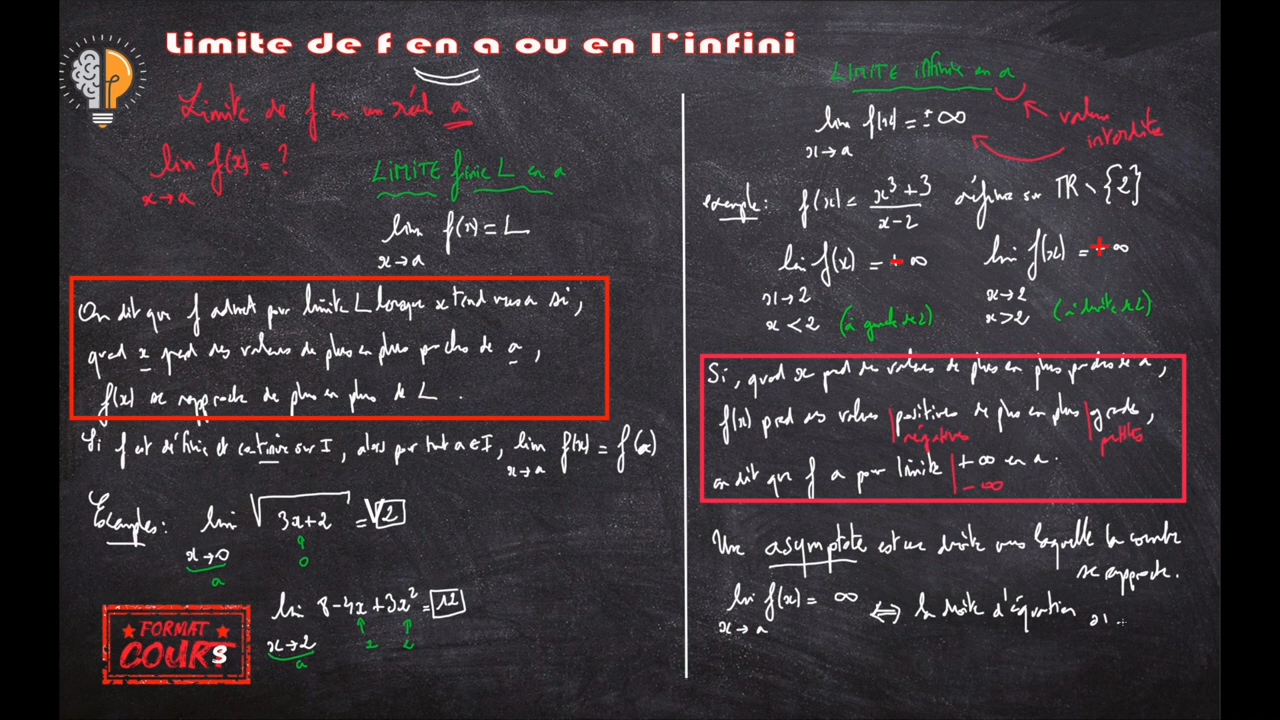 Limite de f en a ou en l'infini
Limite de f en un réel a
lim f(x) = ?
x→a
LIMITE finie L en a
lim f(x) = L
x→a
On dit que f admet pour limite L lorsque x tend vers a si,
quand x prend des valeurs de plus en plus proches de a,
f(x) se rapproche de plus en plus de L.
Si f est définie et continue sur I, alors pour tout a ∈ I, lim f(x) = f(a)
x→a
Exemples: lim √3x+2 = √2
x→0
a
0
lim 8-4x+3x² = 12
x→2
a
2 2
FORMAT
COURS
LIMITE infinie en a
lim f(x) = ±∞
x→a
valeur
interdite
exemple: f(x) = x³+3 / x-2 définie sur ℝ \ {2}
lim f(x) = -∞ lim f(x) = +∞
x→2 x→2
x<2 (à gauche de 2) x>2 (à droite de 2)
Si, quand x prend des valeurs de plus en plus proches de a,
f(x) prend des valeurs |positives de plus en plus |grandes,
|négatives |petites
on dit que f a pour limite |+∞ en a.
|-∞
Une asymptote est une droite vers laquelle la courbe
se rapproche.
lim f(x) = ∞ ⇔ la droite d'équation x
x→a